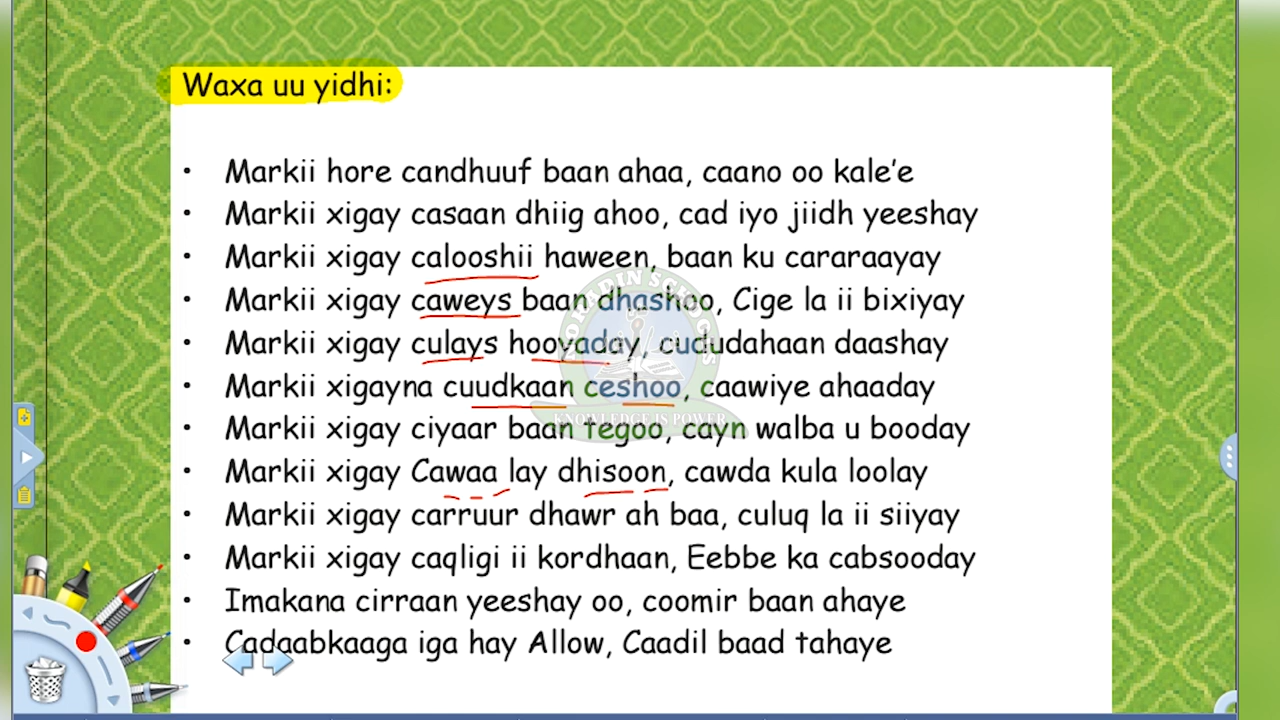 Waxa uu yidhi:
• Markii hore candhuuf baan ahaa, caano oo kale'e
• Markii xigay casaan dhiig ahoo, cad iyo jiidh yeeshay
• Markii xigay calooshii haween, baan ku cararaayay
• Markii xigay caweys baan dhashoo, Cige la ii bixiyay
• Markii xigay culays hooyaday, cududahaan daashay
• Markii xigayna cuudkaan ceshoo, caawiye ahaaday
• Markii xigay ciyaar baan tegoo, cayn walba u booday
• Markii xigay Cawaa lay dhisoon, cawda kula loolay
• Markii xigay carruur dhawr ah baa, culuq la ii siiyay
• Markii xigay caqligi ii kordhaan, Eebbe ka cabsooday
• Imakana cirraan yeeshay oo, coomir baan ahaye
• Cadaabkaaga iga hay Allow, Caadil baad tahaye
NORADIN SCHOOLS
KNOWLEDGE IS POWER